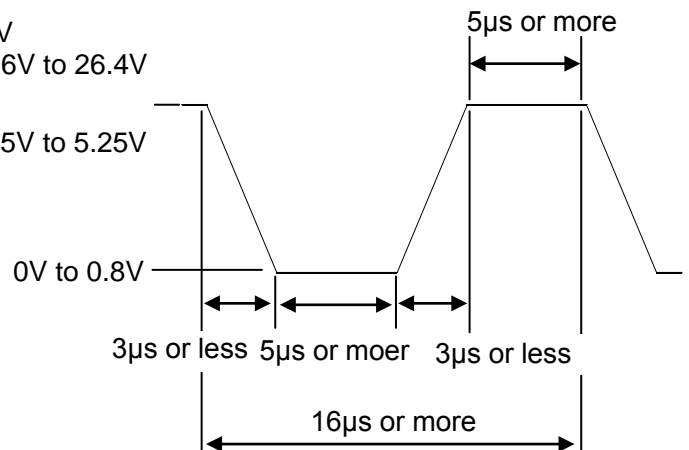 5µs or more
V
6V to 26.4V
5V to 5.25V
0V to 0.8V
3µs or less 5µs or moer 3µs or less
16µs or more